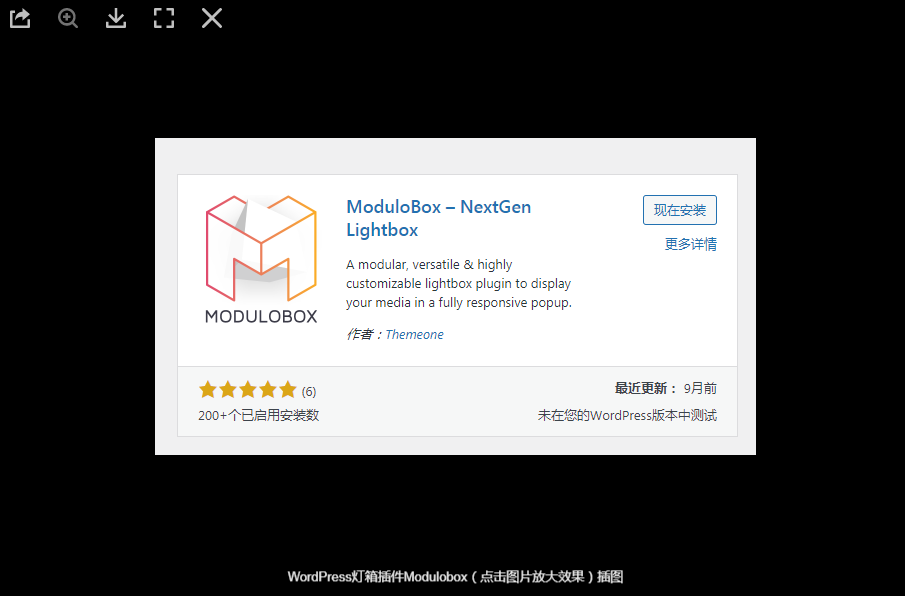 MODULOBOX
ModuloBox – NextGen
Lightbox
现在安装
更多详情
A modular, versatile & highly
customizable lightbox plugin to display
your media in a fully responsive popup.
作者：Themeone
(6)
200+个已启用安装数
最近更新： 9月前
未在您的WordPress版本中测试
WordPress灯箱插件Modulobox（点击图片放大效果）插图